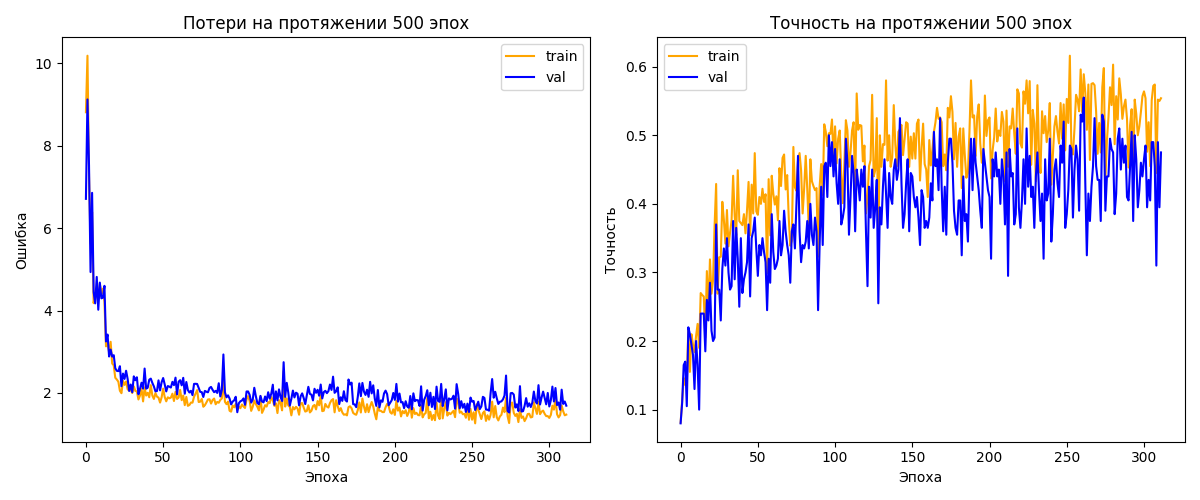 Потери на протяжении 500 эпох
train
val
Ошибка
10
8
6
4
2
0
50
100
150
200
250
300
Эпоха
Точность на протяжении 500 эпох
train
val
Точность
0.6
0.5
0.4
0.3
0.2
0.1
0
50
100
150
200
250
300
Эпоха